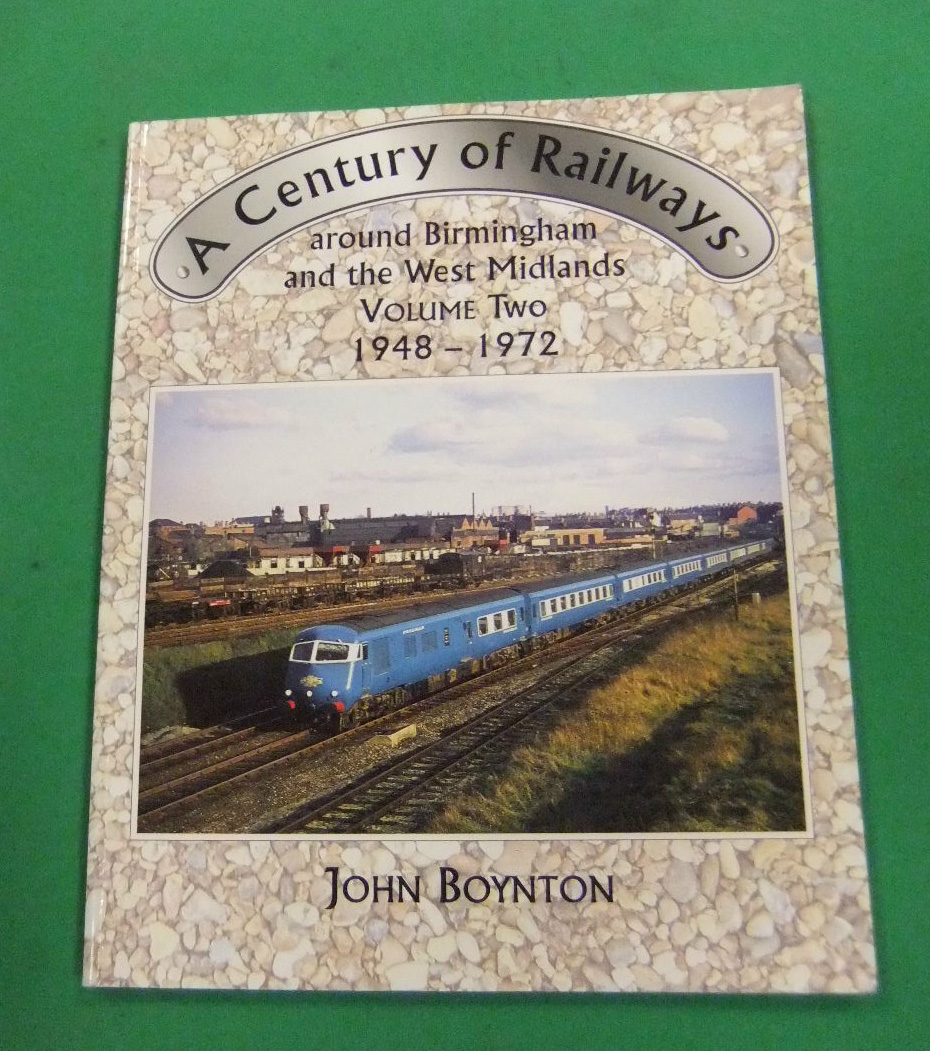 A Century of Railways
around Birmingham
and the West Midlands
VOLUME TWO
1948 – 1972
JOHN BOYNTON